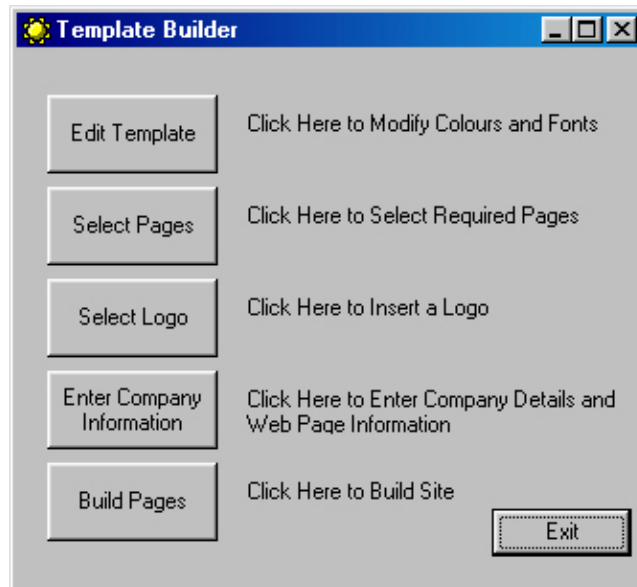 Template Builder
Edit Template
Click Here to Modify Colours and Fonts
Select Pages
Click Here to Select Required Pages
Select Logo
Click Here to Insert a Logo
Enter Company
Information
Click Here to Enter Company Details and
Web Page Information
Build Pages
Click Here to Build Site
Exit